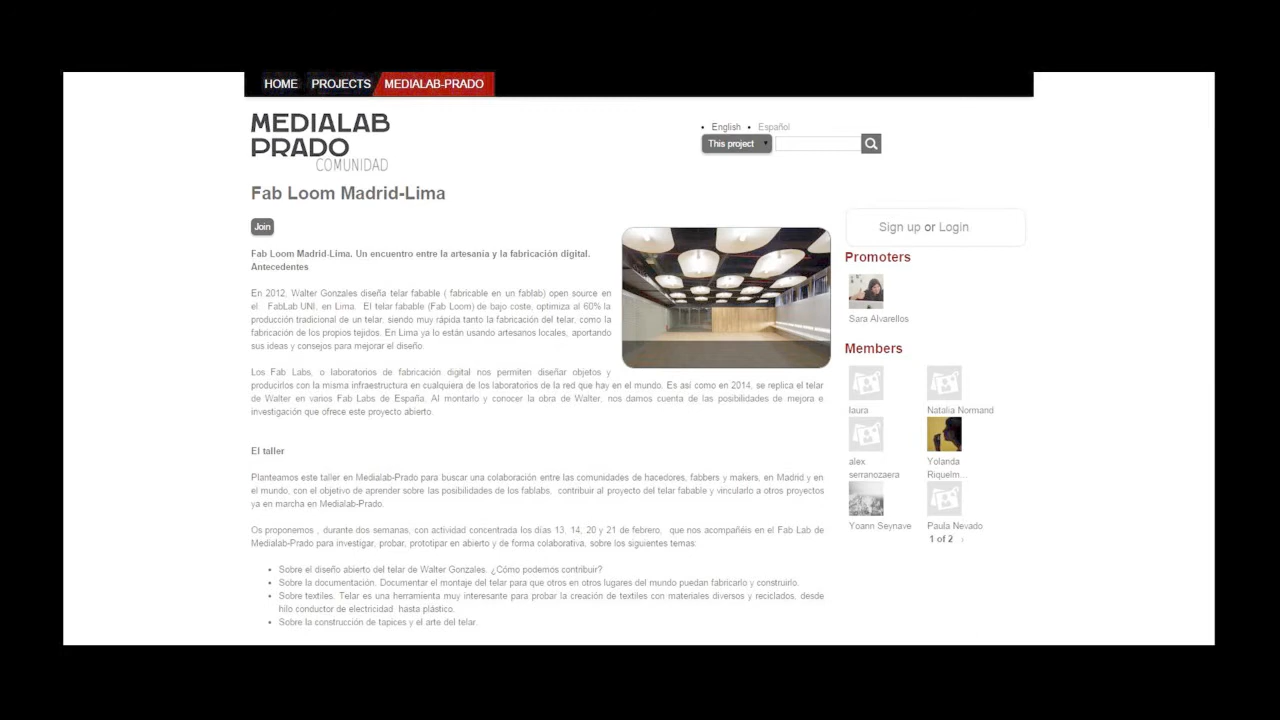 HOME PROJECTS MEDIALAB-PRADO
MEDIALAB
PRADO
COMUNIDAD
• English • Español
This project
Fab Loom Madrid-Lima
Join
Sign up or Login
Fab Loom Madrid-Lima. Un encuentro entre la artesanía y la fabricación digital.
Antecedentes
En 2012, Walter Gonzales diseña telar fabable ( fabricable en un fablab) open source en
el FabLab UNI, en Lima. El telar fabable (Fab Loom) de bajo coste, optimiza al 60% la
producción tradicional de un telar, siendo muy rápida tanto la fabricación del telar, como la
fabricación de los propios tejidos. En Lima ya lo están usando artesanos locales, aportando
sus ideas y consejos para mejorar el diseño.
Los Fab Labs, o laboratorios de fabricación digital nos permiten diseñar objetos y
producirlos con la misma infraestructura en cualquiera de los laboratorios de la red que hay en el mundo. Es así como en 2014, se replica el telar
de Walter en varios Fab Labs de España. Al montarlo y conocer la obra de Walter, nos damos cuenta de las posibilidades de mejora e
investigación que ofrece este proyecto abierto.
El taller
Planteamos este taller en Medialab-Prado para buscar una colaboración entre las comunidades de hacedores, fabbers y makers, en Madrid y en
el mundo, con el objetivo de aprender sobre las posibilidades de los fablabs, contribuir al proyecto del telar fabable y vincularlo a otros proyectos
ya en marcha en Medialab-Prado.
Os proponemos , durante dos semanas, con actividad concentrada los días 13, 14, 20 y 21 de febrero, que nos acompañéis en el Fab Lab de
Medialab-Prado para investigar, probar, prototipar en abierto y de forma colaborativa, sobre los siguientes temas:
• Sobre el diseño abierto del telar de Walter Gonzales. ¿Cómo podemos contribuir?
• Sobre la documentación. Documentar el montaje del telar para que otros en otros lugares del mundo puedan fabricarlo y construirlo.
• Sobre textiles. Telar es una herramienta muy interesante para probar la creación de textiles con materiales diversos y reciclados, desde
hilo conductor de electricidad hasta plástico.
• Sobre la construcción de tapices y el arte del telar.
Promoters
Sara Alvarellos
Members
laura Natalia Normand
alex Yolanda
serranozaera Riquelm...
Yoann Seynave Paula Nevado
1 of 2 ›